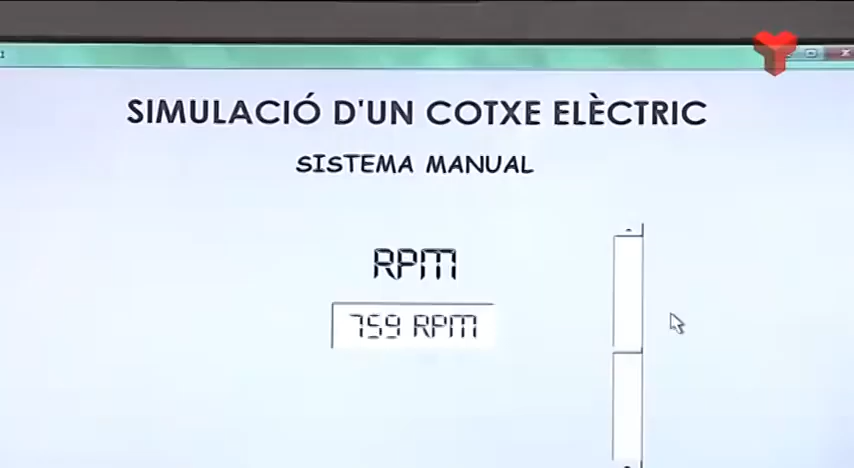 SIMULACIÓ D'UN COTXE ELÈCTRIC
SISTEMA MANUAL
RPM
759 RPM